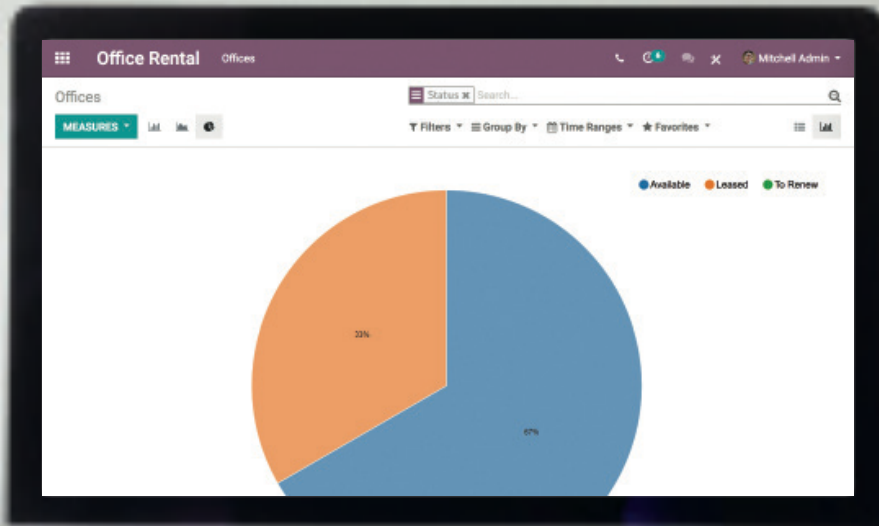 Office Rental Offices Mitchell Admin
Offices Status Search...
MEASURES Filters Group By Time Ranges Favorites
Available Leased To Renew
33%
67%